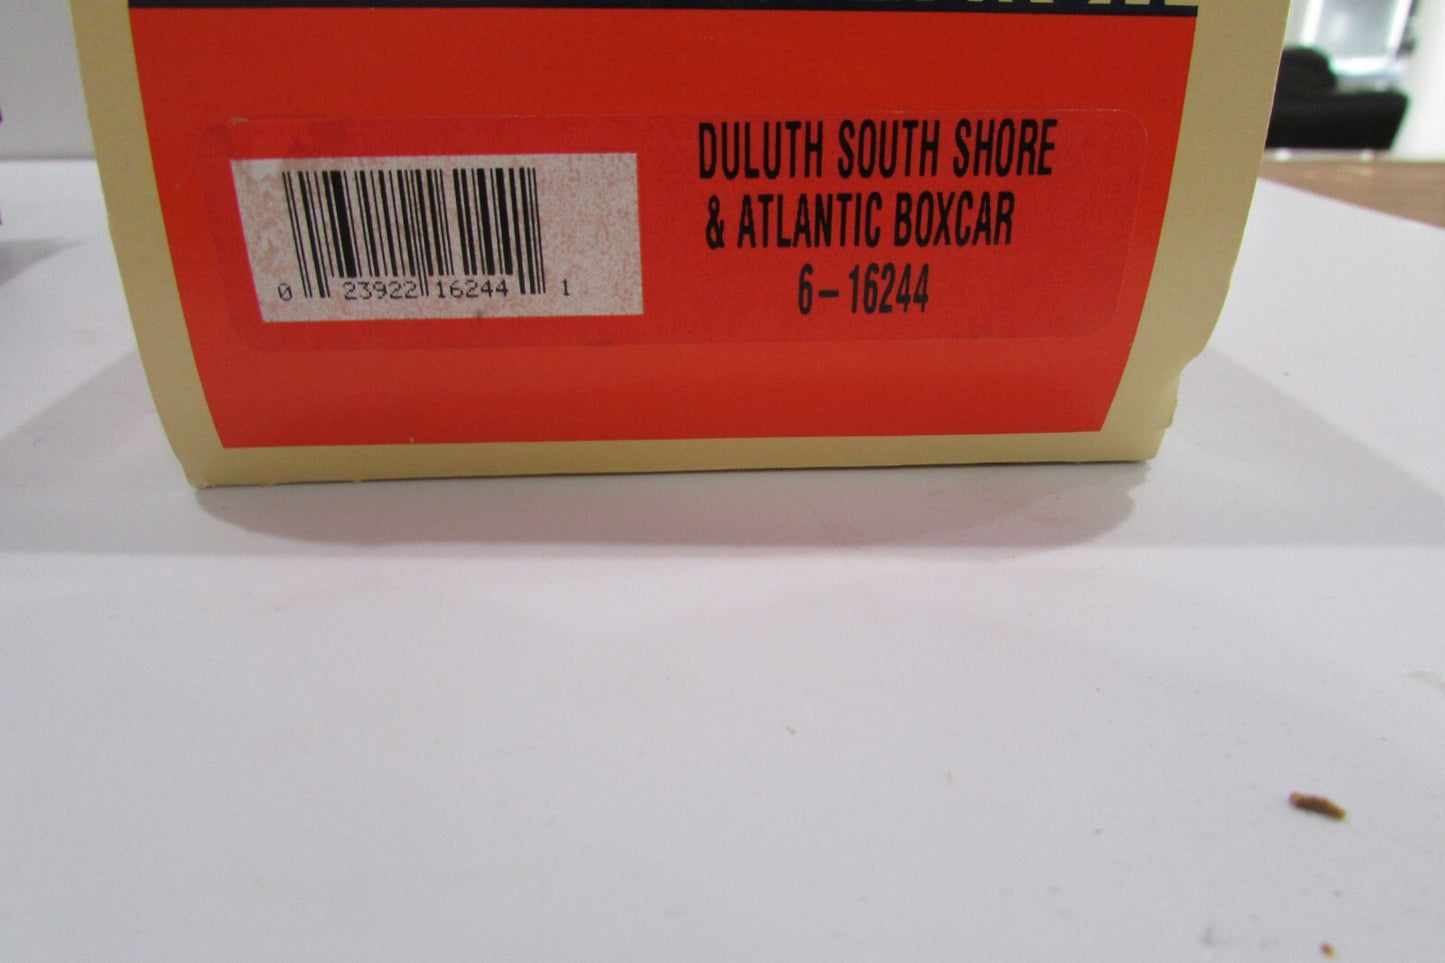 DULUTH SOUTH SHORE
& ATLANTIC BOXCAR
6-16244
0 23922 16244 1